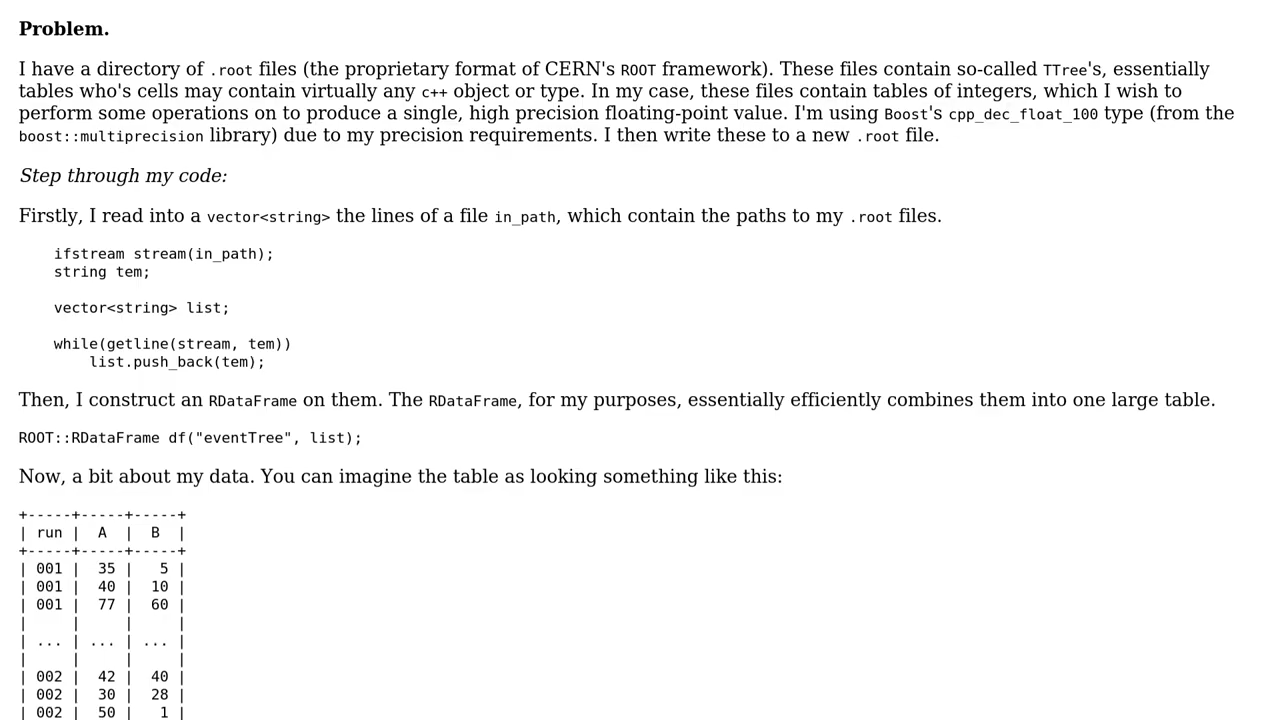 Problem.
I have a directory of .root files (the proprietary format of CERN's ROOT framework). These files contain so-called TTree's, essentially
tables who's cells may contain virtually any c++ object or type. In my case, these files contain tables of integers, which I wish to
perform some operations on to produce a single, high precision floating-point value. I'm using Boost's cpp_dec_float_100 type (from the
boost::multiprecision library) due to my precision requirements. I then write these to a new .root file.
Step through my code:
Firstly, I read into a vector<string> the lines of a file in_path, which contain the paths to my .root files.
ifstream stream(in_path);
string tem;
vector<string> list;
while(getline(stream, tem))
list.push_back(tem);
Then, I construct an RDataFrame on them. The RDataFrame, for my purposes, essentially efficiently combines them into one large table.
ROOT::RDataFrame df("eventTree", list);
Now, a bit about my data. You can imagine the table as looking something like this:
+-----+-----+-----+
| run |  A  |  B  |
+-----+-----+-----+
| 001 |  35 |   5 |
| 001 |  40 |  10 |
| 001 |  77 |  60 |
|     |     |     |
| ... | ... | ... |
|     |     |     |
| 002 |  42 |  40 |
| 002 |  30 |  28 |
| 002 |  50 |   1 |